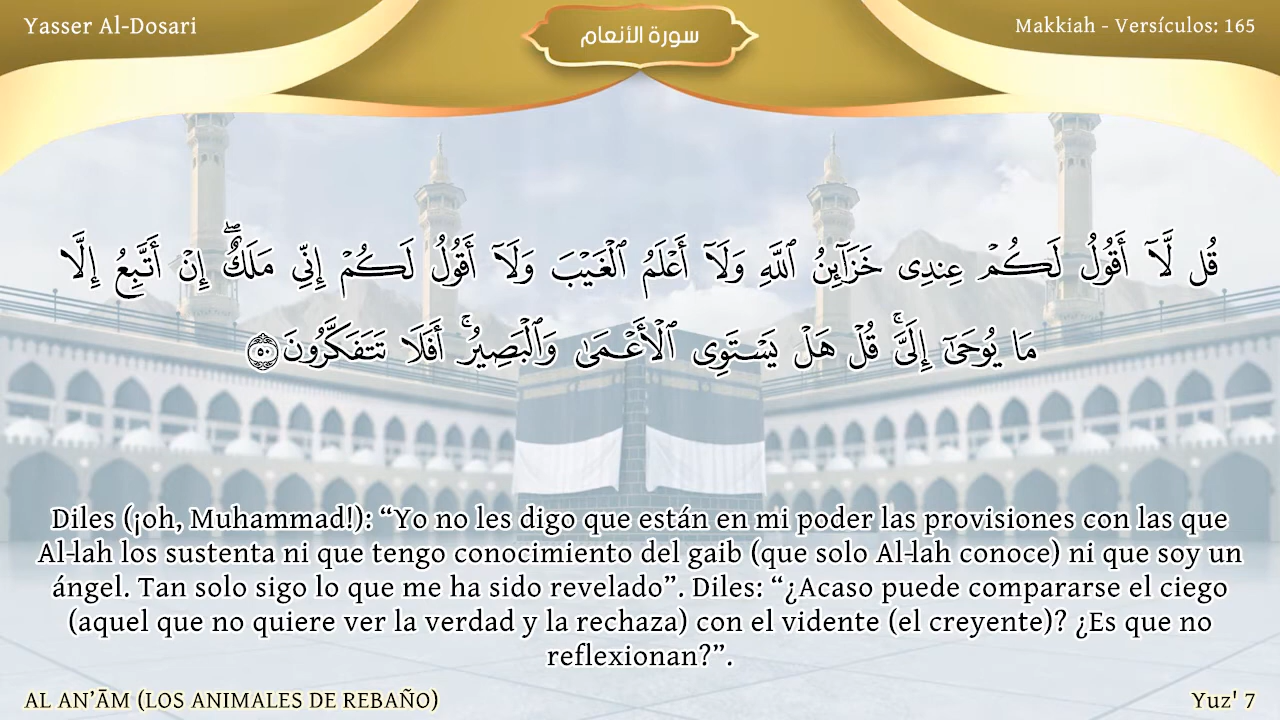 Yasser Al-Dosari
سورة الأنعام
Makkiah - Versículos: 165
قُل لَّآ أَقُولُ لَكُمْ عِندِى خَزَآئِنُ ٱللَّهِ وَلَآ أَعْلَمُ ٱلْغَيْبَ وَلَآ أَقُولُ لَكُمْ إِنِّى مَلَكٌۖ إِنْ أَتَّبِعُ إِلَّا
مَا يُوحَىٰٓ إِلَىَّۚ قُلْ هَلْ يَسْتَوِى ٱلْأَعْمَىٰ وَٱلْبَصِيرُۚ أَفَلَا تَتَفَكَّرُونَ ٥٠
Diles (¡oh, Muhammad!): “Yo no les digo que están en mi poder las provisiones con las que
Al-lah los sustenta ni que tengo conocimiento del gaib (que solo Al-lah conoce) ni que soy un
ángel. Tan solo sigo lo que me ha sido revelado”. Diles: “¿Acaso puede compararse el ciego
(aquel que no quiere ver la verdad y la rechaza) con el vidente (el creyente)? ¿Es que no
reflexionan?”.
AL AN’ĀM (LOS ANIMALES DE REBAÑO)
Yuz' 7